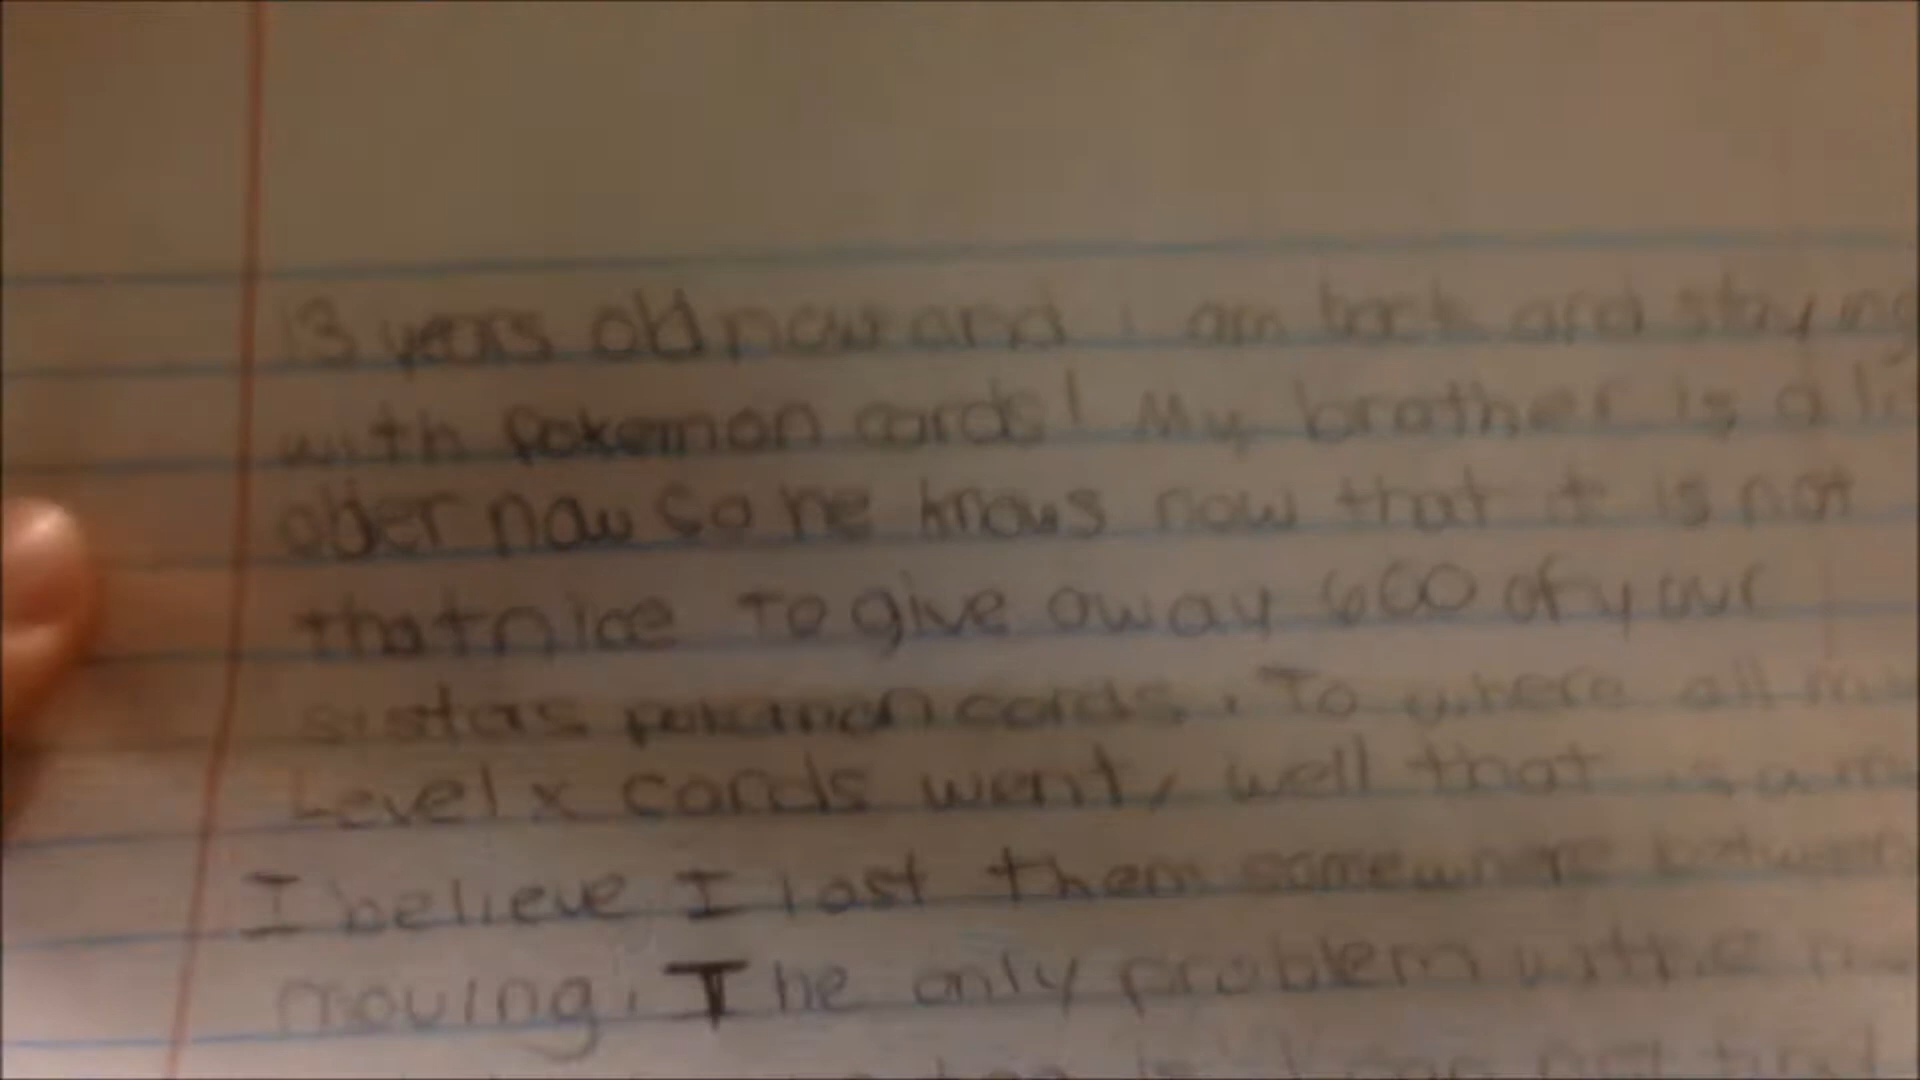 13 years old now and i am back and staying
with pokemon cards! My brother is a
older now so he knows now that it is not
that nice To give away 600 of your
sisters pokemon cards. To where all
Level x cards went, well that is a
I believe I lost them somewhere between
moving. The only problem